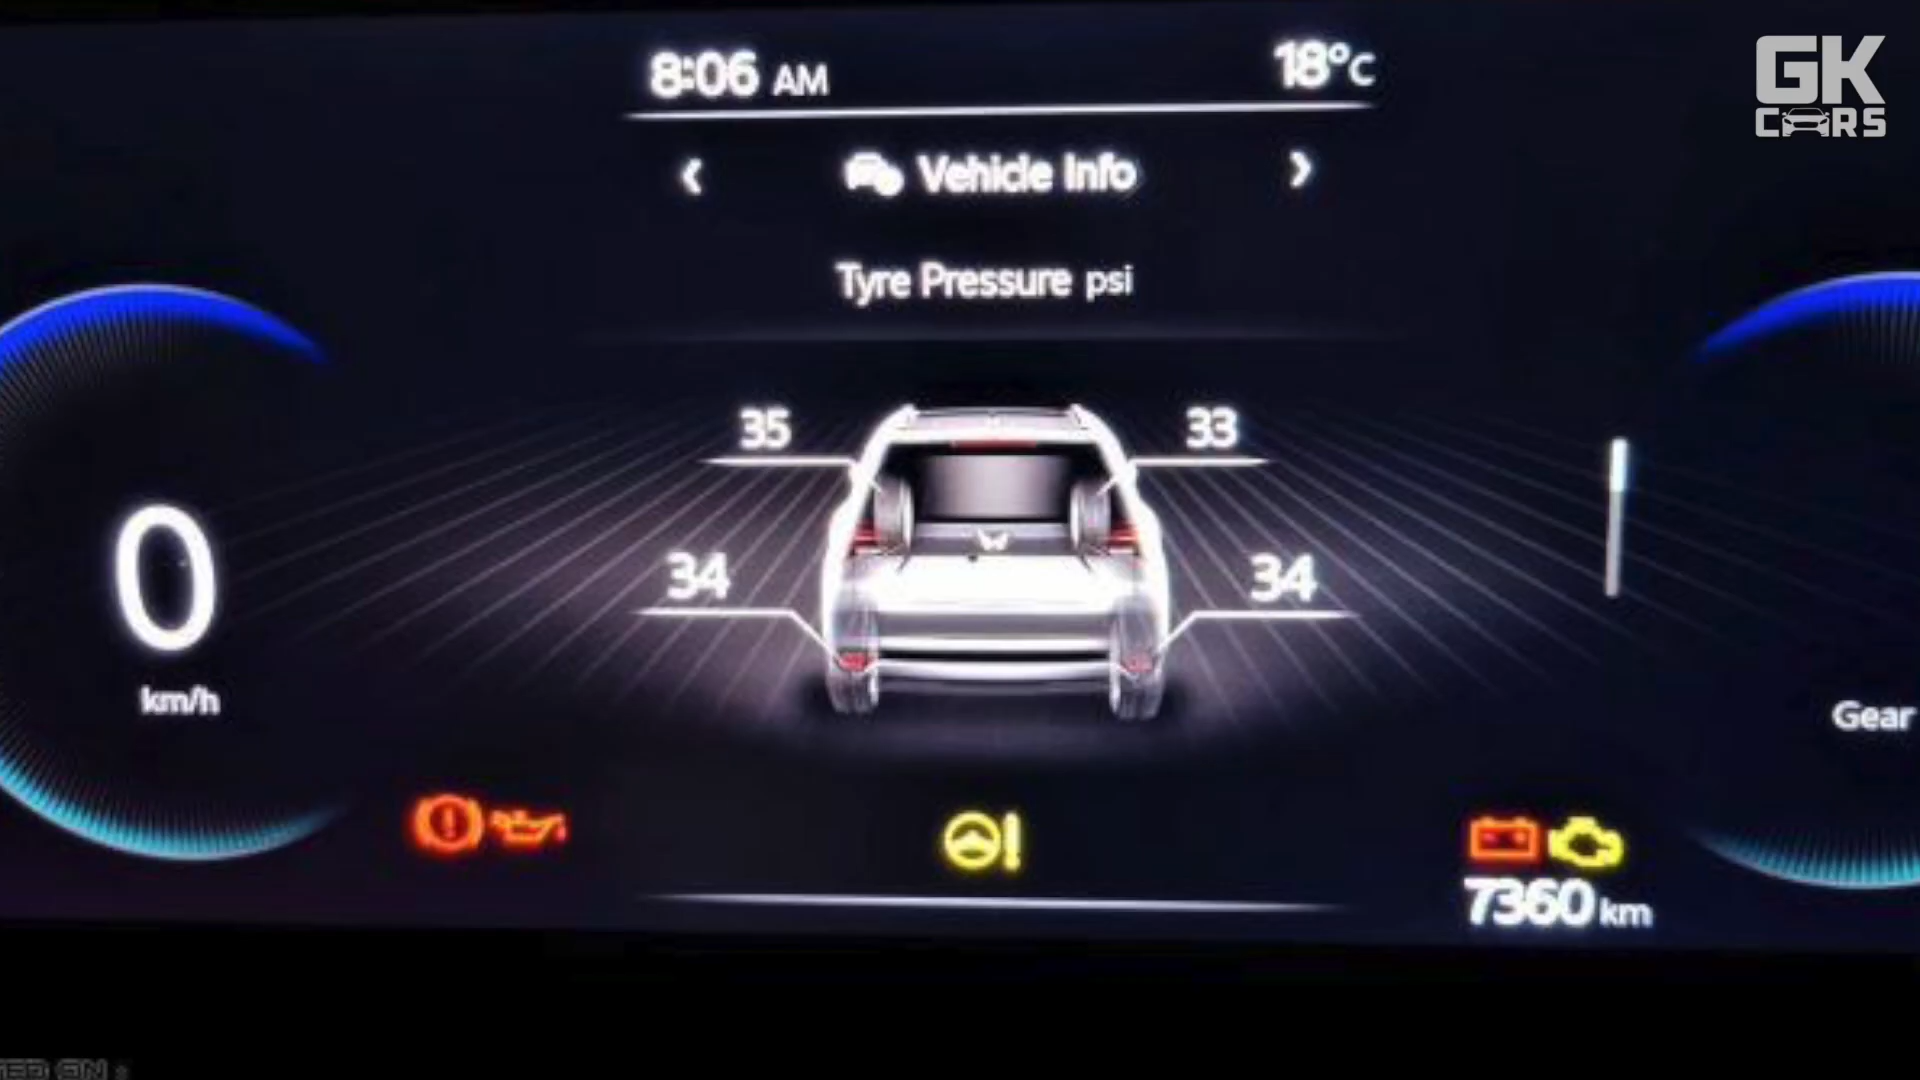 8:06 AM
18°C
GK
CARS
Vehicle Info
Tyre Pressure psi
35
33
34
34
0
km/h
Gear
7360 km